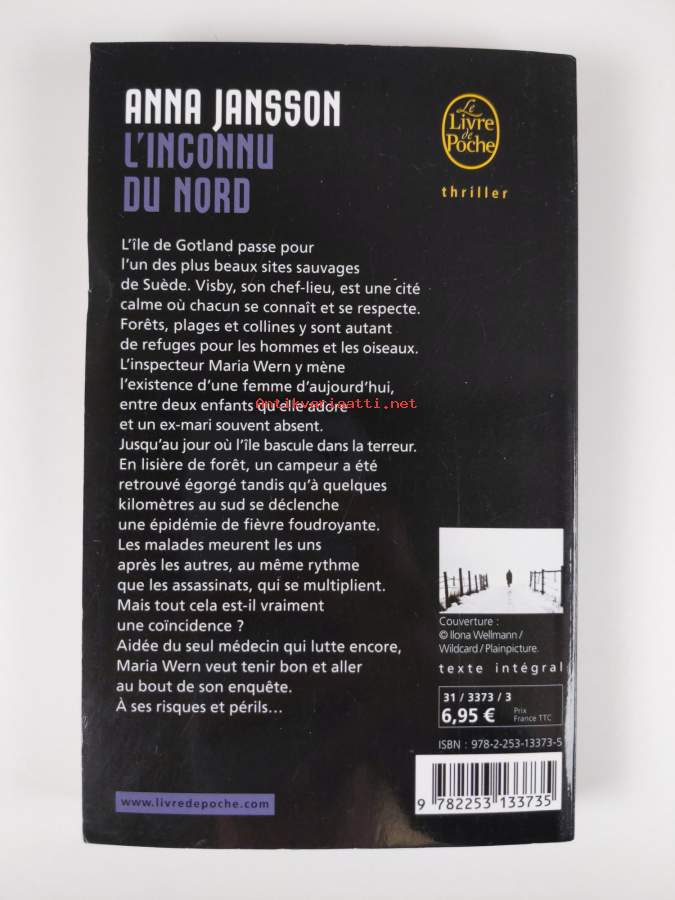 ANNA JANSSON
L'INCONNU
DU NORD
Le
Livre
de
Poche
thriller
L'île de Gotland passe pour
l'un des plus beaux sites sauvages
de Suède. Visby, son chef-lieu, est une cité
calme où chacun se connaît et se respecte.
Forêts, plages et collines y sont autant
de refuges pour les hommes et les oiseaux.
L'inspecteur Maria Wern y mène
l'existence d'une femme d'aujourd'hui,
entre deux enfants qu'elle adore
Antikvariaatti.net
et un ex-mari souvent absent.
Jusqu'au jour où l'île bascule dans la terreur.
En lisière de forêt, un campeur a été
retrouvé égorgé tandis qu'à quelques
kilomètres au sud se déclenche
une épidémie de fièvre foudroyante.
Les malades meurent les uns
après les autres, au même rythme
que les assassinats, qui se multiplient.
Mais tout cela est-il vraiment
une coïncidence ?
Aidée du seul médecin qui lutte encore,
Maria Wern veut tenir bon et aller
au bout de son enquête.
À ses risques et périls…
www.livredepoche.com
Couverture :
© Ilona Wellmann /
Wildcard / Plainpicture.
texte intégral
31 / 3373 / 3
6,95 € Prix
France TTC
ISBN : 978-2-253-13373-5
9 782253 133735